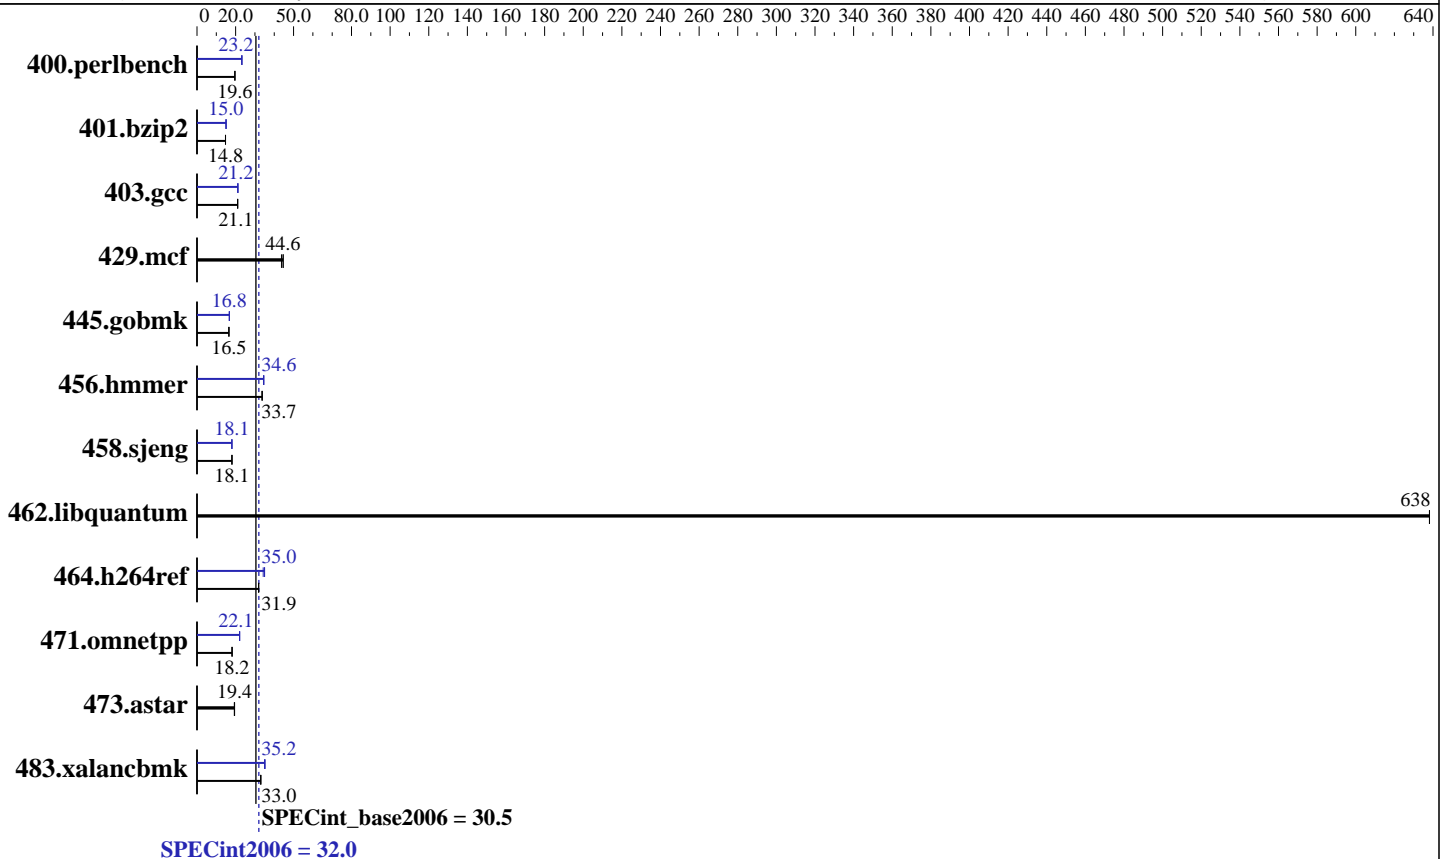 0 20.0 50.0 80.0 100 120 140 160 180 200 220 240 260 280 300 320 340 360 380 400 420 440 460 480 500 520 540 560 580 600 640
23.2
400.perlbench
19.6
15.0
401.bzip2
14.8
21.2
403.gcc
21.1
44.6
429.mcf
16.8
445.gobmk
16.5
34.6
456.hmmer
33.7
18.1
458.sjeng
18.1
638
462.libquantum
35.0
464.h264ref
31.9
22.1
471.omnetpp
18.2
19.4
473.astar
35.2
483.xalancbmk
33.0
SPECint_base2006 = 30.5
SPECint2006 = 32.0